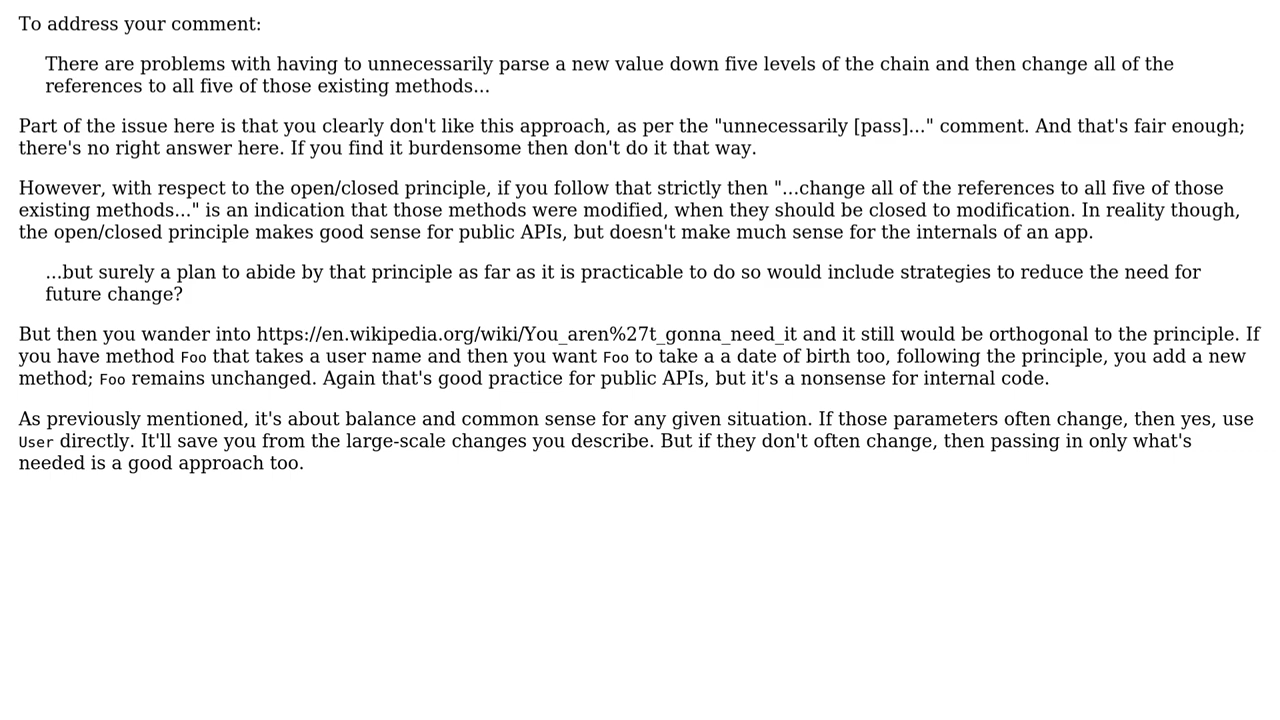 To address your comment:
There are problems with having to unnecessarily parse a new value down five levels of the chain and then change all of the
references to all five of those existing methods...
Part of the issue here is that you clearly don't like this approach, as per the "unnecessarily [pass]..." comment. And that's fair enough;
there's no right answer here. If you find it burdensome then don't do it that way.
However, with respect to the open/closed principle, if you follow that strictly then "...change all of the references to all five of those
existing methods..." is an indication that those methods were modified, when they should be closed to modification. In reality though,
the open/closed principle makes good sense for public APIs, but doesn't make much sense for the internals of an app.
...but surely a plan to abide by that principle as far as it is practicable to do so would include strategies to reduce the need for
future change?
But then you wander into https://en.wikipedia.org/wiki/You_aren%27t_gonna_need_it and it still would be orthogonal to the principle. If
you have method Foo that takes a user name and then you want Foo to take a a date of birth too, following the principle, you add a new
method; Foo remains unchanged. Again that's good practice for public APIs, but it's a nonsense for internal code.
As previously mentioned, it's about balance and common sense for any given situation. If those parameters often change, then yes, use
User directly. It'll save you from the large-scale changes you describe. But if they don't often change, then passing in only what's
needed is a good approach too.